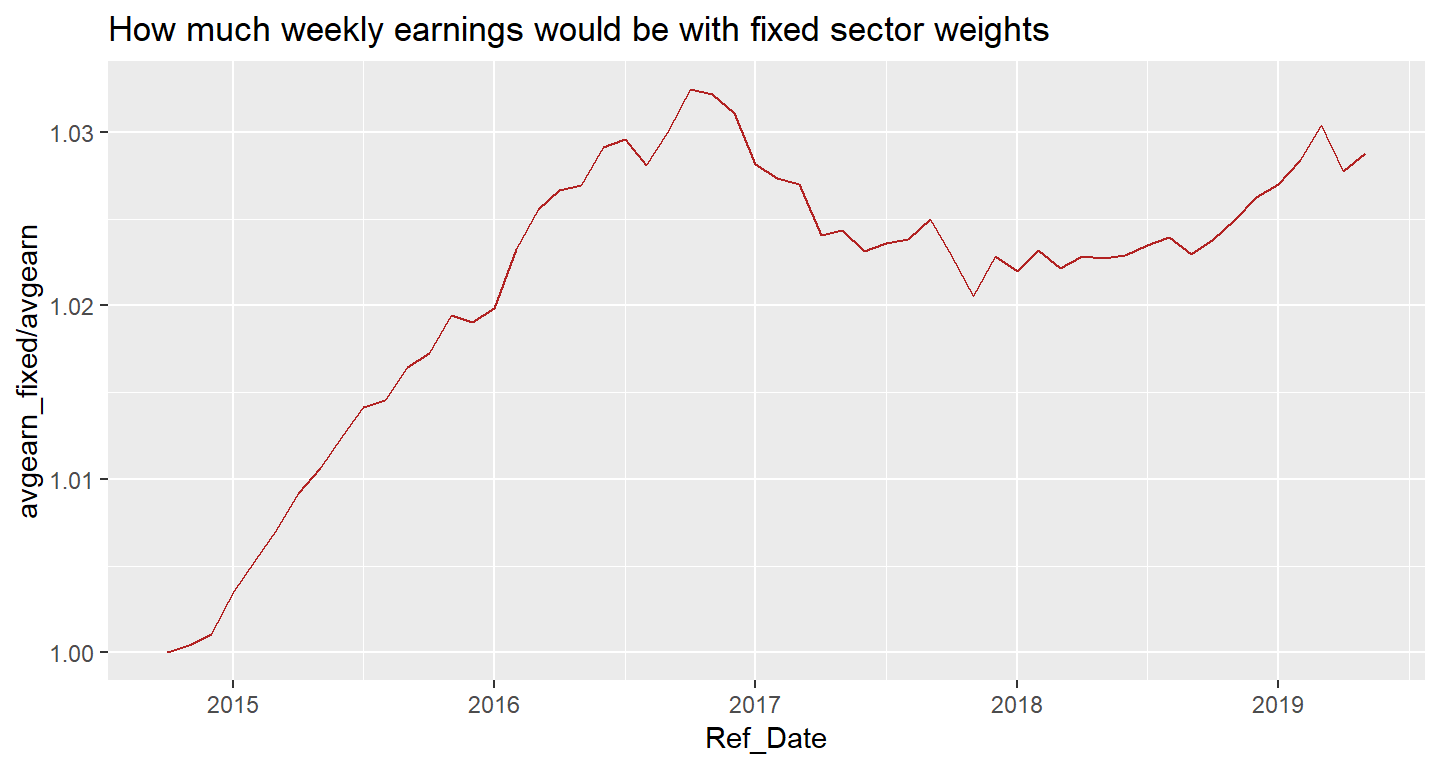 How much weekly earnings would be with fixed sector weights
avgearn_fixed/avgearn
1.03
1.02
1.01
1.00
2015 2016 2017 2018 2019
Ref_Date